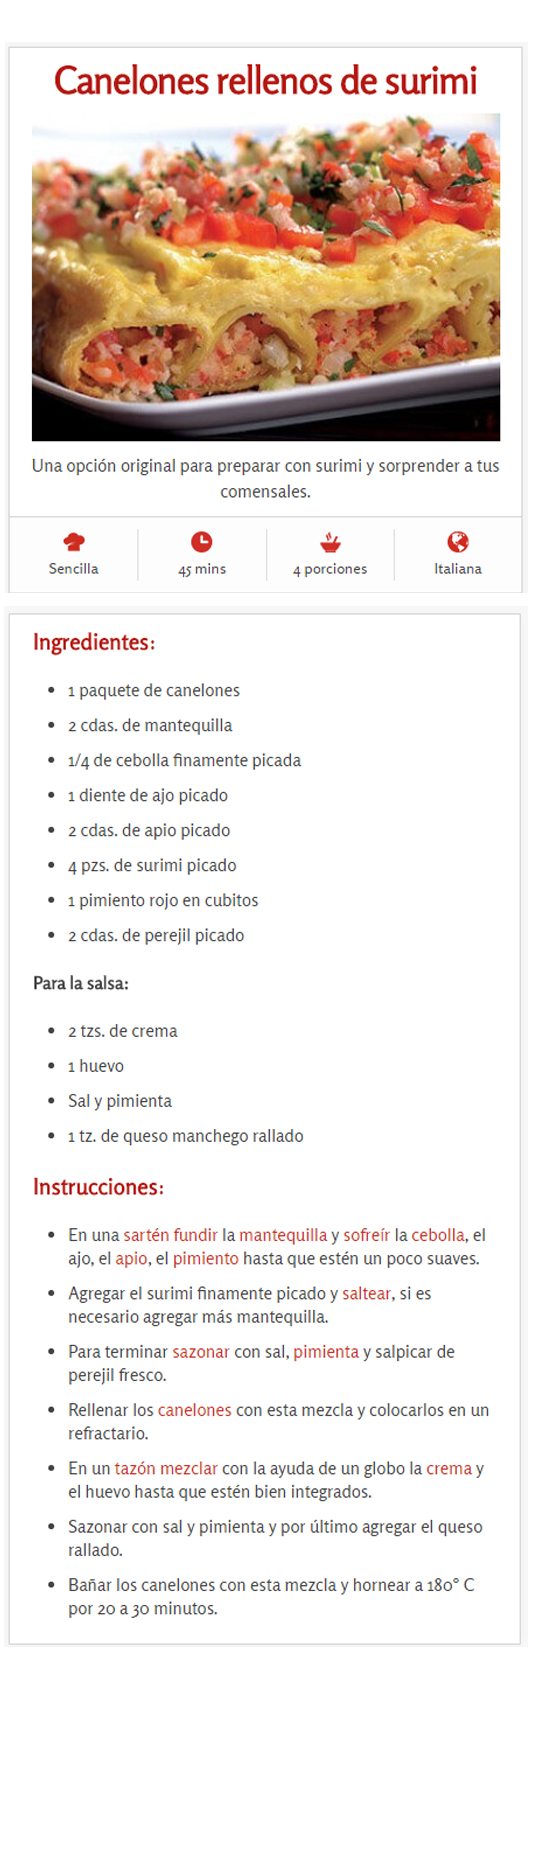 Canelones rellenos de surimi
Una opción original para preparar con surimi y sorprender a tus
comensales.
Sencilla
45 mins
4 porciones
Italiana
Ingredientes:
• 1 paquete de canelones
• 2 cdas. de mantequilla
• 1/4 de cebolla finamente picada
• 1 diente de ajo picado
• 2 cdas. de apio picado
• 4 pzs. de surimi picado
• 1 pimiento rojo en cubitos
• 2 cdas. de perejil picado
Para la salsa:
• 2 tzs. de crema
• 1 huevo
• Sal y pimienta
• 1 tz. de queso manchego rallado
Instrucciones:
• En una sartén fundir la mantequilla y sofreír la cebolla, el
ajo, el apio, el pimiento hasta que estén un poco suaves.
• Agregar el surimi finamente picado y saltear, si es
necesario agregar más mantequilla.
• Para terminar sazonar con sal, pimienta y salpicar de
perejil fresco.
• Rellenar los canelones con esta mezcla y colocarlos en un
refractario.
• En un tazón mezclar con la ayuda de un globo la crema y
el huevo hasta que estén bien integrados.
• Sazonar con sal y pimienta y por último agregar el queso
rallado.
• Bañar los canelones con esta mezcla y hornear a 180° C
por 20 a 30 minutos.